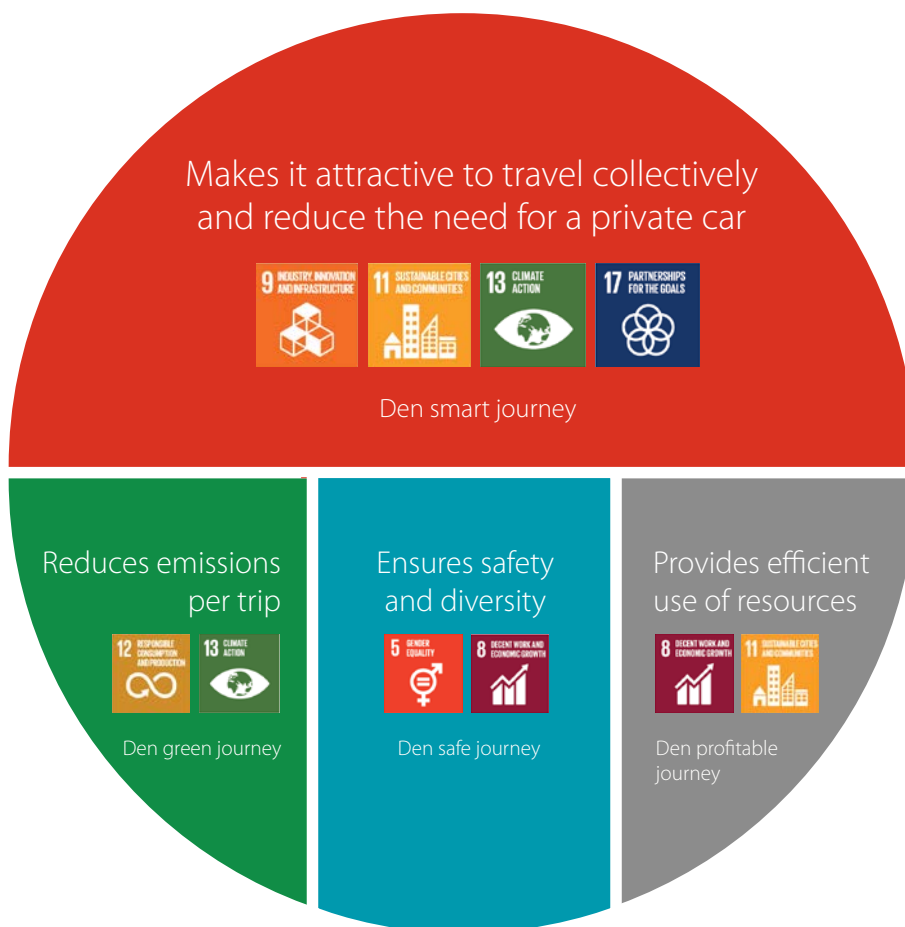 Makes it attractive to travel collectively
and reduce the need for a private car
9 INDUSTRY, INNOVATION
AND INFRASTRUCTURE
11 SUSTAINABLE CITIES
AND COMMUNITIES
13 CLIMATE
ACTION
17 PARTNERSHIPS
FOR THE GOALS
Den smart journey
Reduces emissions
per trip
12 RESPONSIBLE
CONSUMPTION
AND PRODUCTION
13 CLIMATE
ACTION
Den green journey
Ensures safety
and diversity
5 GENDER
EQUALITY
8 DECENT WORK AND
ECONOMIC GROWTH
Den safe journey
Provides efficient
use of resources
8 DECENT WORK AND
ECONOMIC GROWTH
11 SUSTAINABLE CITIES
AND COMMUNITIES
Den profitable
journey